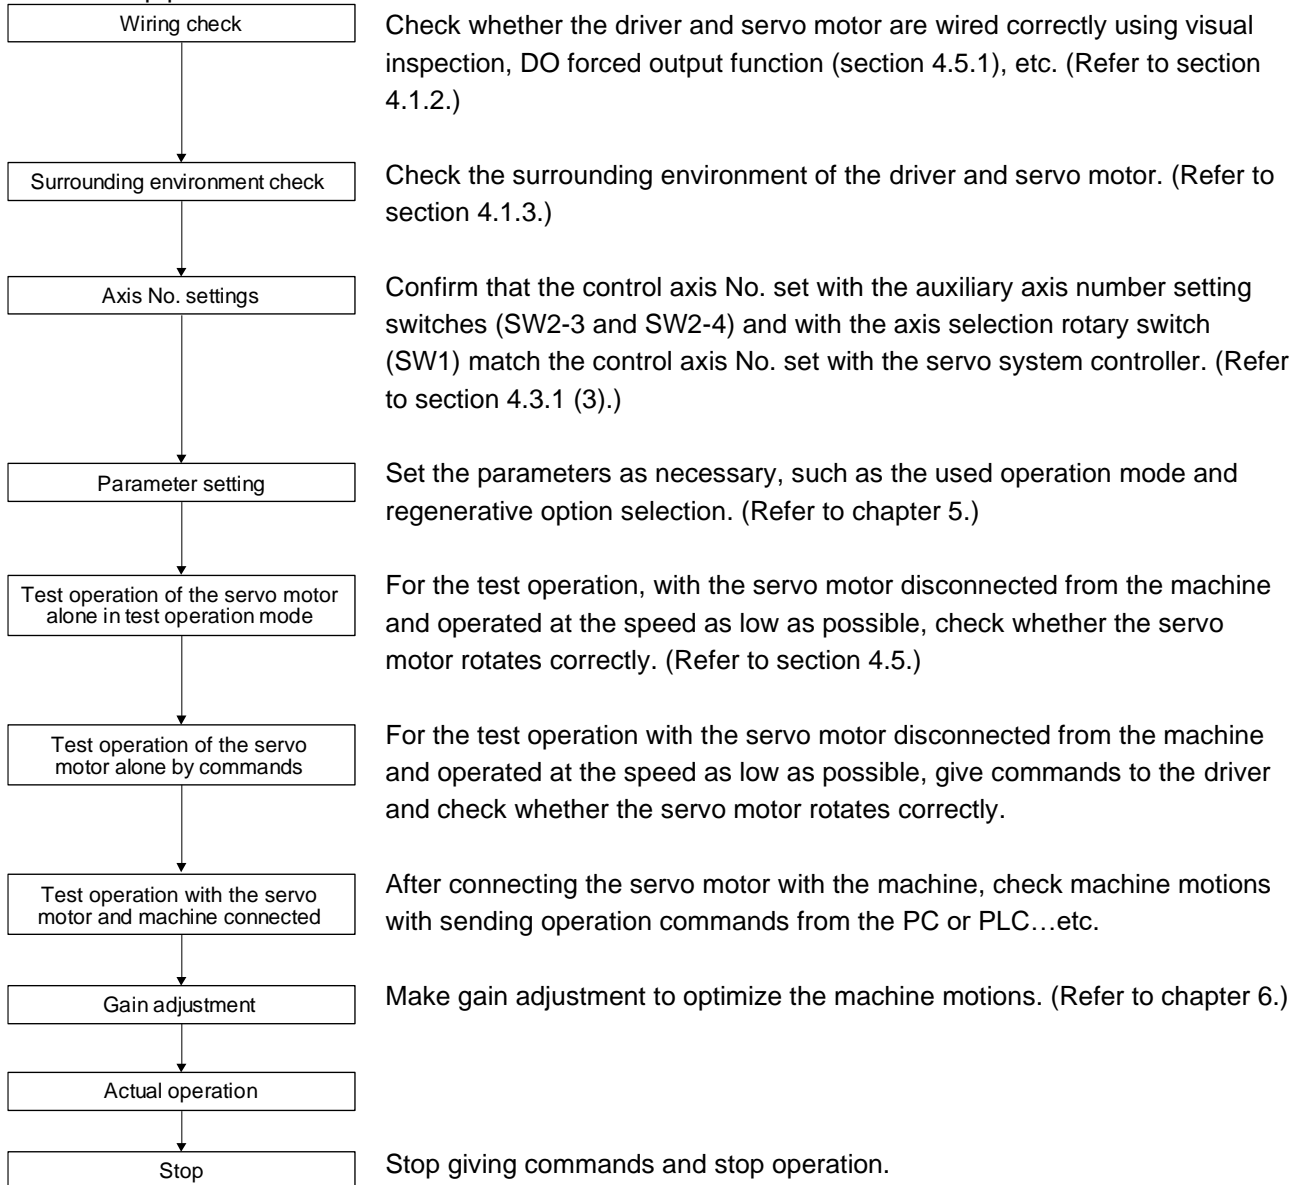 Wiring check
Check whether the driver and servo motor are wired correctly using visual
inspection, DO forced output function (section 4.5.1), etc. (Refer to section
4.1.2.)
Surrounding environment check
Check the surrounding environment of the driver and servo motor. (Refer to
section 4.1.3.)
Axis No. settings
Confirm that the control axis No. set with the auxiliary axis number setting
switches (SW2-3 and SW2-4) and with the axis selection rotary switch
(SW1) match the control axis No. set with the servo system controller. (Refer
to section 4.3.1 (3).)
Parameter setting
Set the parameters as necessary, such as the used operation mode and
regenerative option selection. (Refer to chapter 5.)
Test operation of the servo motor
alone in test operation mode
For the test operation, with the servo motor disconnected from the machine
and operated at the speed as low as possible, check whether the servo
motor rotates correctly. (Refer to section 4.5.)
Test operation of the servo
motor alone by commands
For the test operation with the servo motor disconnected from the machine
and operated at the speed as low as possible, give commands to the driver
and check whether the servo motor rotates correctly.
Test operation with the servo
motor and machine connected
After connecting the servo motor with the machine, check machine motions
with sending operation commands from the PC or PLC…etc.
Gain adjustment
Make gain adjustment to optimize the machine motions. (Refer to chapter 6.)
Actual operation
Stop
Stop giving commands and stop operation.